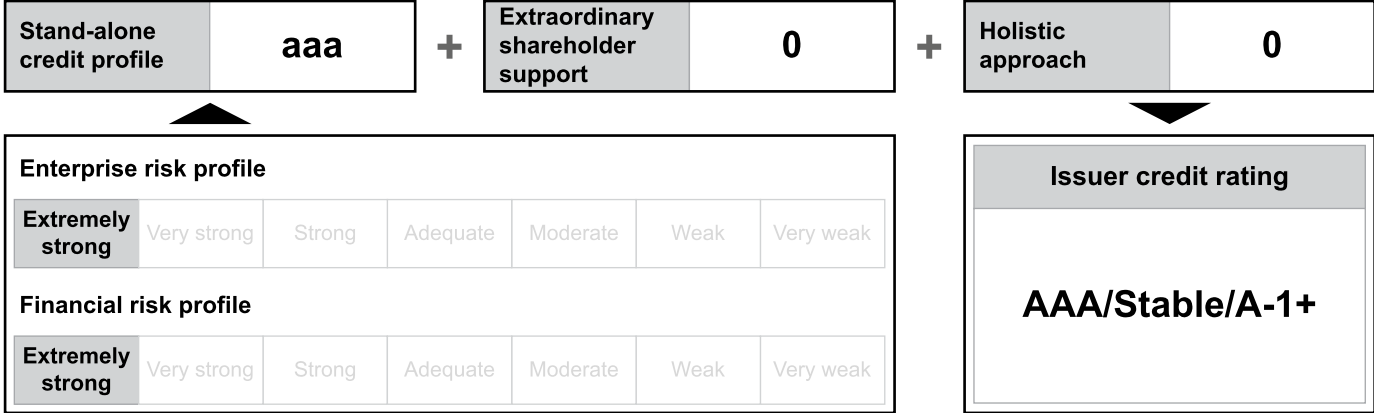 Stand-alone
credit profile
aaa
+
Extraordinary
shareholder
support
0
+
Holistic
approach
0
Enterprise risk profile
Extremely
strong
Very strong
Strong
Adequate
Moderate
Weak
Very weak
Financial risk profile
Extremely
strong
Very strong
Strong
Adequate
Moderate
Weak
Very weak
Issuer credit rating
AAA/Stable/A-1+